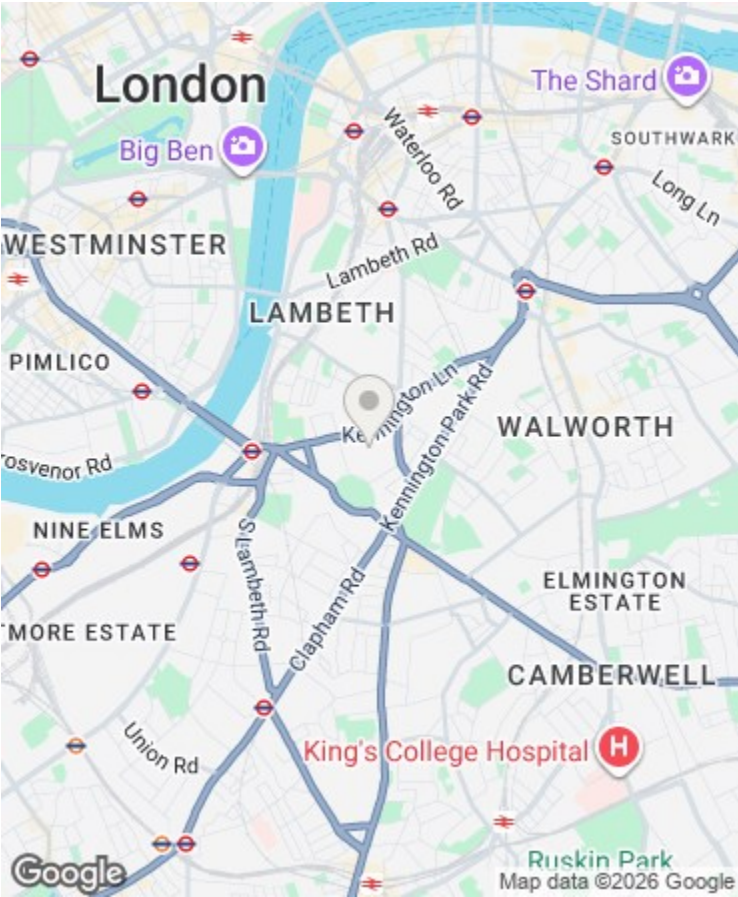 London
The Shard
Big Ben
Waterloo Rd
SOUTHWARK
Long Ln
WESTMINSTER
Lambeth Rd
LAMBETH
PIMLICO
Kennington Ln
Kennington Park Rd
WALWORTH
rosvenor Rd
NINE ELMS
S Lambeth Rd
Clapham Rd
ELMINGTON
ESTATE
TMORE ESTATE
CAMBERWELL
Union Rd
King's College Hospital
H
Ruskin Park
Google
Map data ©2026 Google